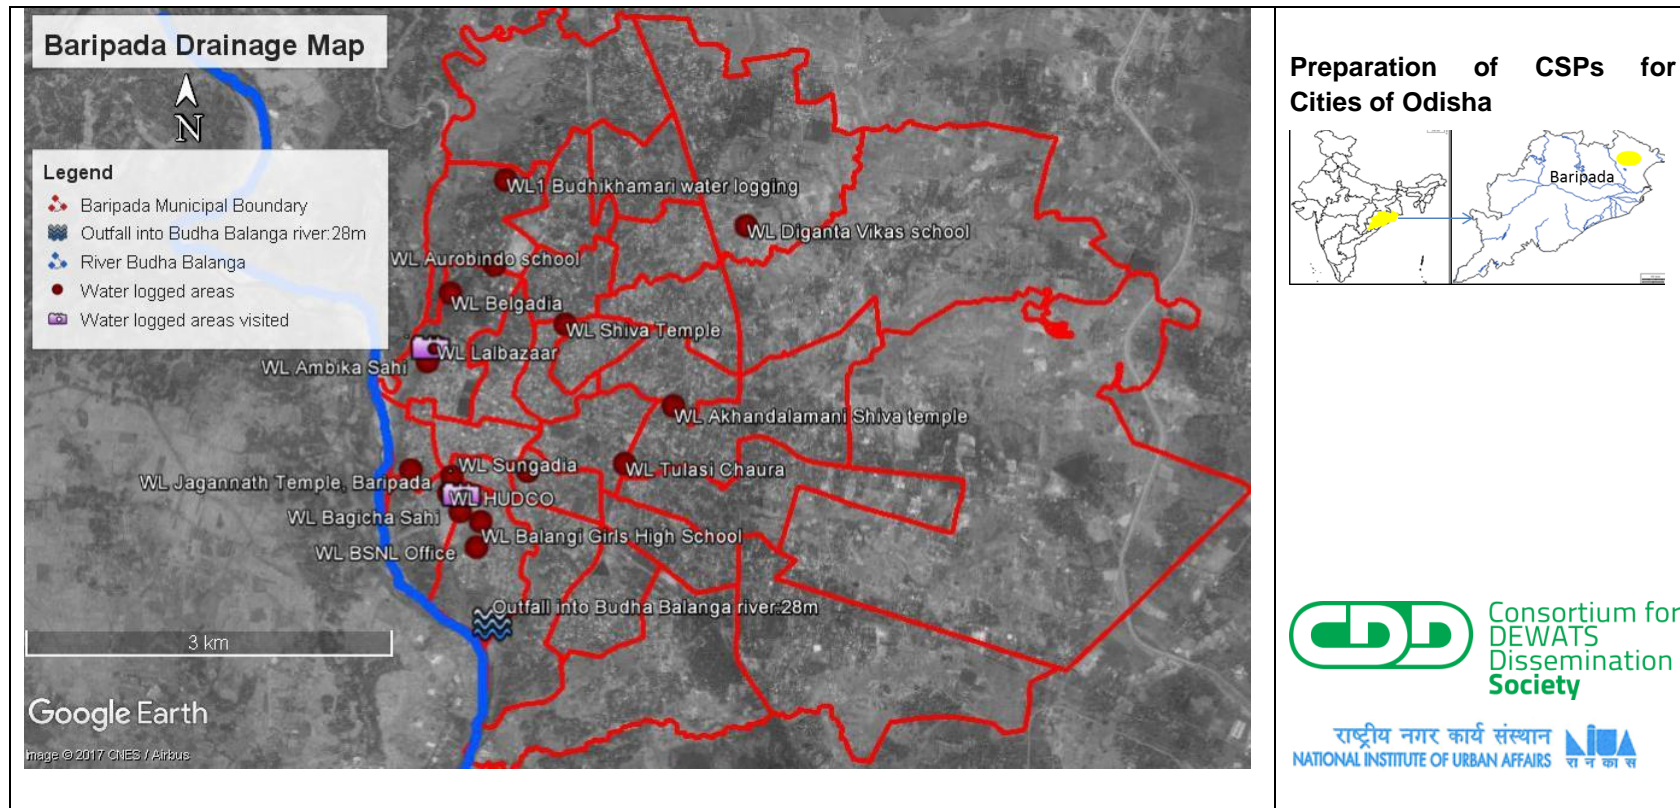 Baripada Drainage Map
N
Legend
Baripada Municipal Boundary
Outfall into Budha Balanga river:28m
River Budha Balanga
Water logged areas
Water logged areas visited
WL1 Budhikhamari water logging
WL Diganta Vikas school
WL Aurobindo school
WL Belgadia
WL Shiva Temple
WL Lalbazaar
WL Ambika Sahi
WL Akhandalamani Shiva temple
WL Sungadia
WL Tulasi Chaura
WL Jagannath Temple, Baripada
WL HUDCO
WL Bagicha Sahi
WL Balangi Girls High School
WL BSNL Office
Outfall into Budha Balanga river:28m
3 km
Google Earth
Image © 2017 CNES / Airbus
Preparation of CSPs for
Cities of Odisha
Baripada
CDD
Consortium for
DEWATS
Dissemination
Society
राष्ट्रीय नगर कार्य संस्थान
NATIONAL INSTITUTE OF URBAN AFFAIRS
NIUA
रा न का सं